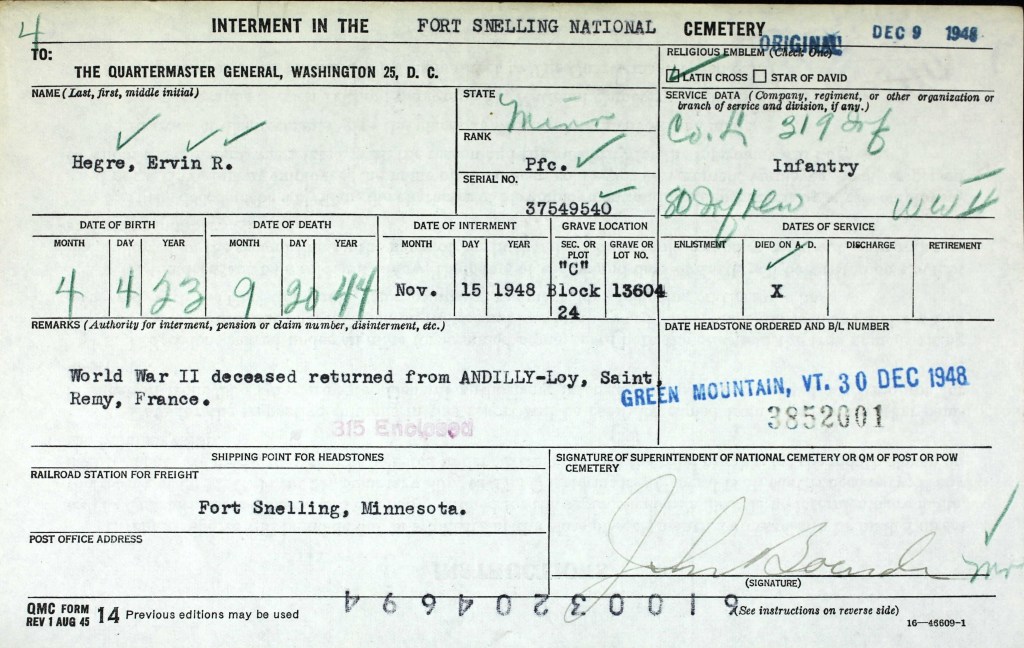 4
INTERMENT IN THE FORT SNELLING NATIONAL CEMETERY
ORIGINAL DEC 9 1948
TO:
THE QUARTERMASTER GENERAL, WASHINGTON 25, D. C.
RELIGIOUS EMBLEM (Check One)
LATIN CROSS STAR OF DAVID
NAME (Last, first, middle initial)
Hegre, Ervin R.
STATE
Minn
RANK
Pfc.
SERIAL NO.
37549540
SERVICE DATA (Company, regiment, or other organization or
branch of service and division, if any.)
Co. L 319 Inf
Infantry
80 Inf Div WW II
DATE OF BIRTH DATE OF DEATH DATE OF INTERMENT GRAVE LOCATION DATES OF SERVICE
MONTH DAY YEAR MONTH DAY YEAR MONTH DAY YEAR SEC. OR PLOT GRAVE OR LOT NO. ENLISTMENT DIED ON A. D. DISCHARGE RETIREMENT
4 4 23 9 20 44 Nov. 15 1948 "C" Block 24 13604 X
REMARKS (Authority for interment, pension or claim number, disinterment, etc.)
World War II deceased returned from ANDILLY-Loy, Saint
Remy, France.
315 Enclosed
DATE HEADSTONE ORDERED AND B/L NUMBER
GREEN MOUNTAIN, VT. 30 DEC 1948
3852001
SHIPPING POINT FOR HEADSTONES
RAILROAD STATION FOR FREIGHT
Fort Snelling, Minnesota.
POST OFFICE ADDRESS
SIGNATURE OF SUPERINTENDENT OF NATIONAL CEMETERY OR QM OF POST OR POW
CEMETERY
(SIGNATURE)
QMC FORM
REV 1 AUG 45 14 Previous editions may be used
610003204694
(See instructions on reverse side)
16—46609-1